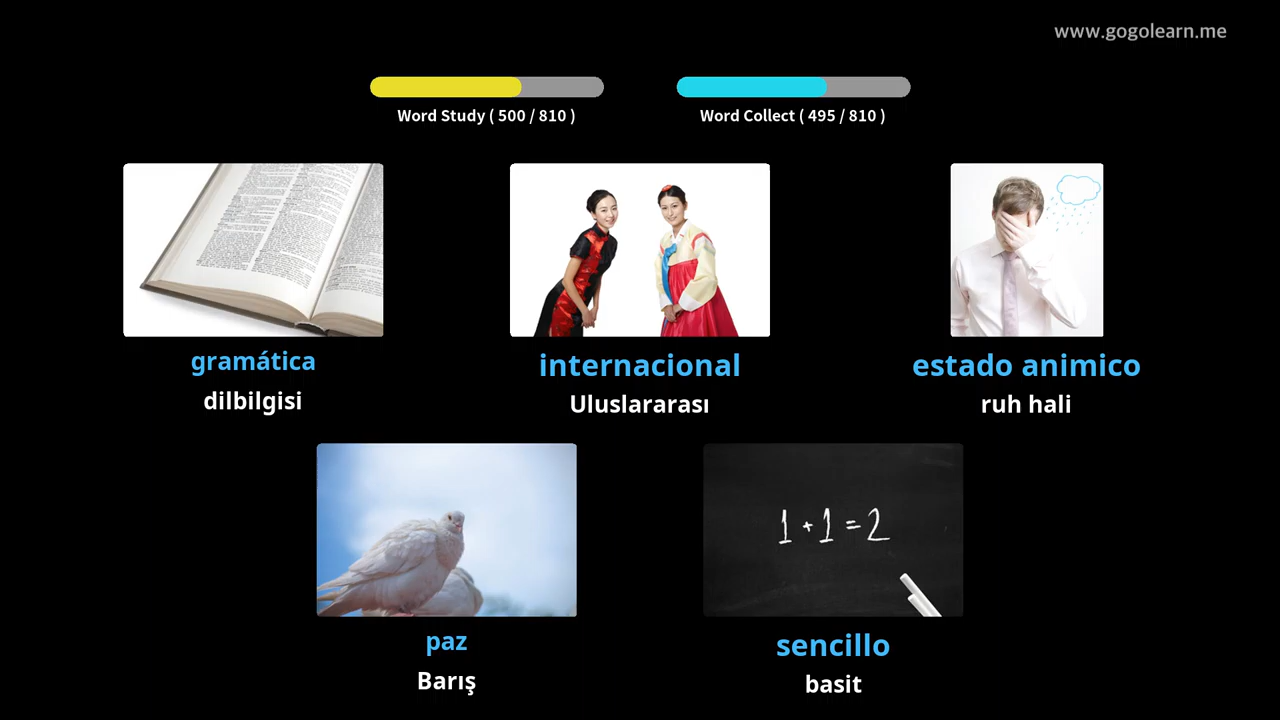 www.gogolearn.me
Word Study ( 500 / 810 )
Word Collect ( 495 / 810 )
gramática
dilbilgisi
internacional
Uluslararası
estado animico
ruh hali
1 + 1 = 2
paz
Barış
sencillo
basit